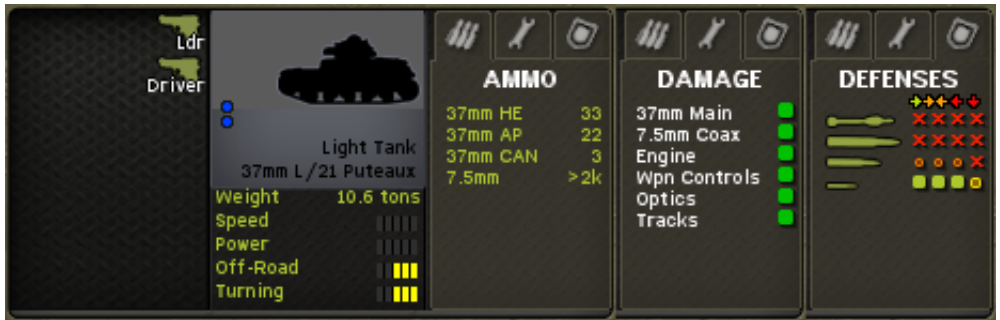 Ldr
Driver
Light Tank
37mm L/21 Puteaux
Weight 10.6 tons
Speed
Power
Off-Road
Turning
AMMO
37mm HE 33
37mm AP 22
37mm CAN 3
7.5mm >2k
DAMAGE
37mm Main
7.5mm Coax
Engine
Wpn Controls
Optics
Tracks
DEFENSES